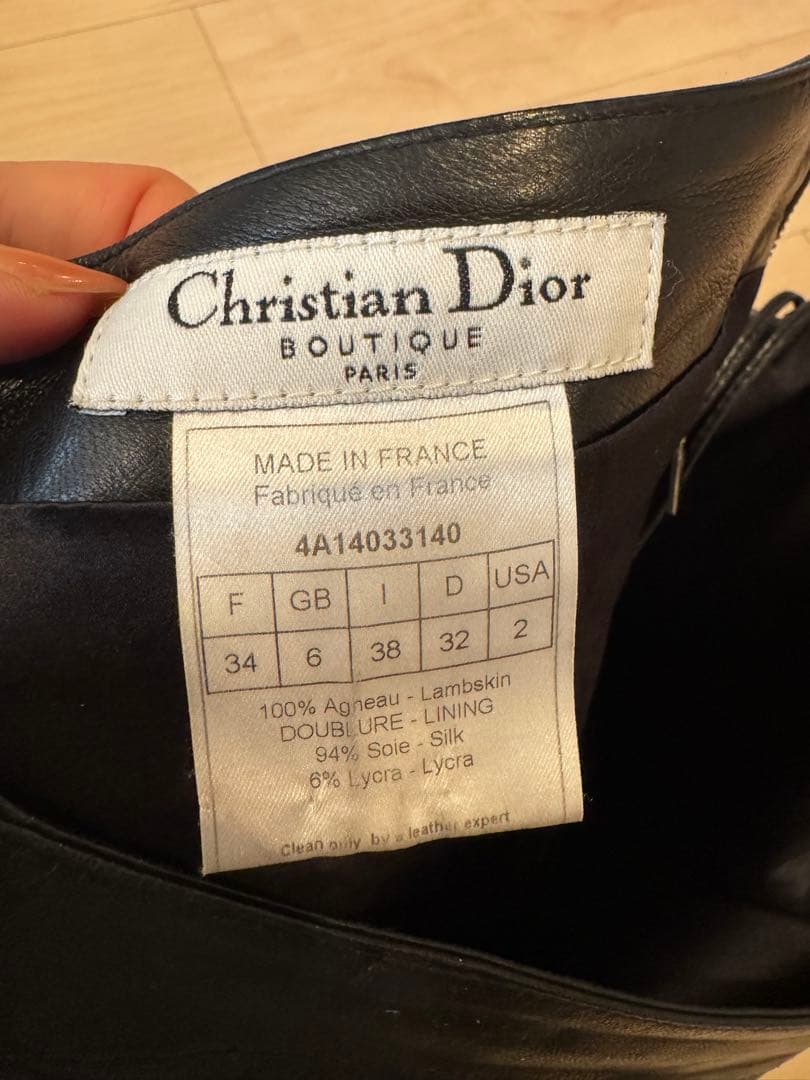 Christian Dior
BOUTIQUE
PARIS
MADE IN FRANCE
Fabriqué en France
4A14033140
F GB I D USA
34 6 38 32 2
100% Agneau - Lambskin
DOUBLURE - LINING
94% Soie - Silk
6% Lycra - Lycra
Clean only by a leather expert